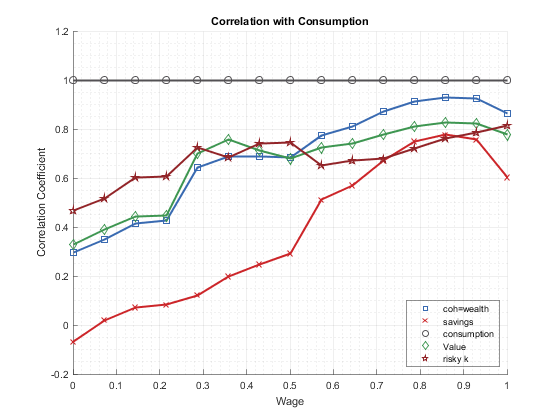 Correlation with Consumption
1.2
1
0.8
0.6
0.4
0.2
0
-0.2
Correlation Coefficient
0 0.1 0.2 0.3 0.4 0.5 0.6 0.7 0.8 0.9 1
Wage
coh=wealth
savings
consumption
Value
risky k